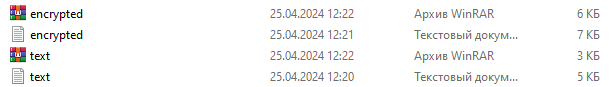 encrypted 25.04.2024 12:22 Архив WinRAR 6 КБ
encrypted 25.04.2024 12:21 Текстовый докум... 7 КБ
text 25.04.2024 12:22 Архив WinRAR 3 КБ
text 25.04.2024 12:20 Текстовый докум... 5 КБ